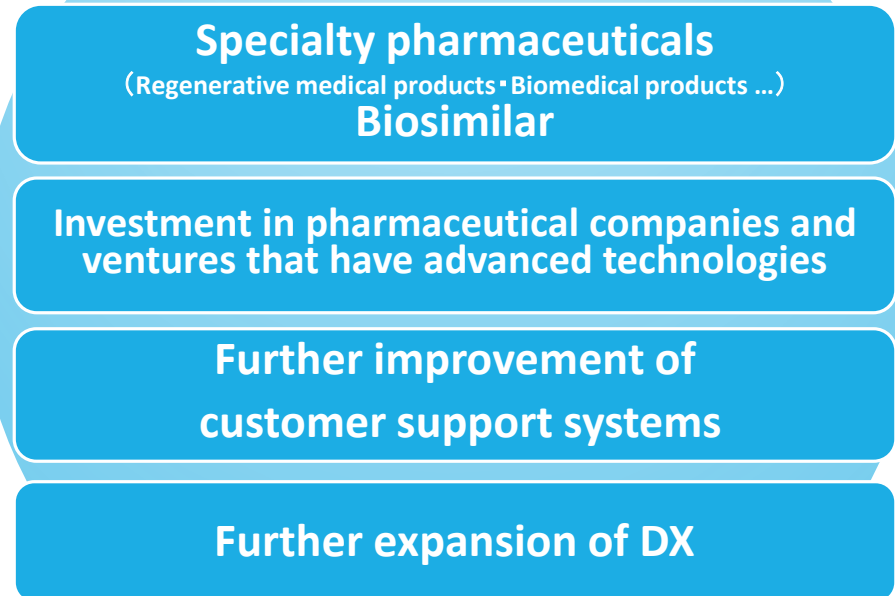 Specialty pharmaceuticals
（Regenerative medical products･Biomedical products …）
Biosimilar
Investment in pharmaceutical companies and
ventures that have advanced technologies
Further improvement of
customer support systems
Further expansion of DX